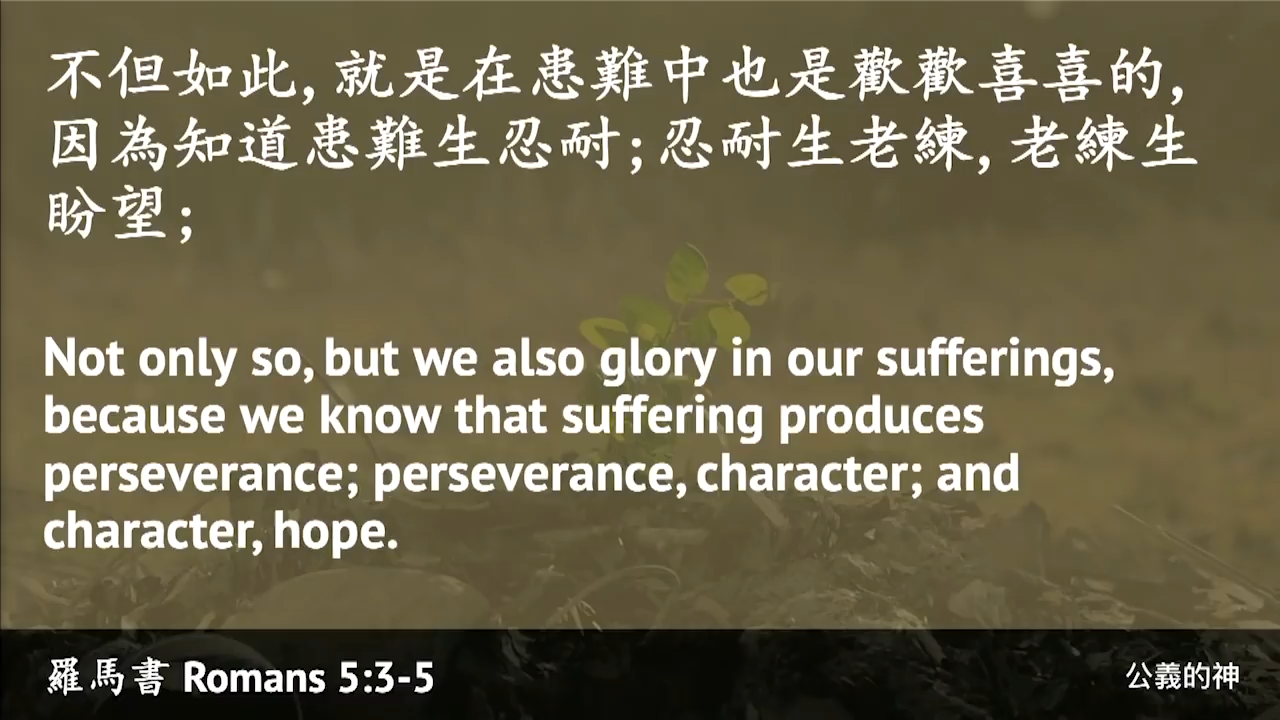 不但如此, 就是在患難中也是歡歡喜喜的,
因為知道患難生忍耐; 忍耐生老練, 老練生
盼望;
Not only so, but we also glory in our sufferings,
because we know that suffering produces
perseverance; perseverance, character; and
character, hope.
羅馬書 Romans 5:3-5
公義的神